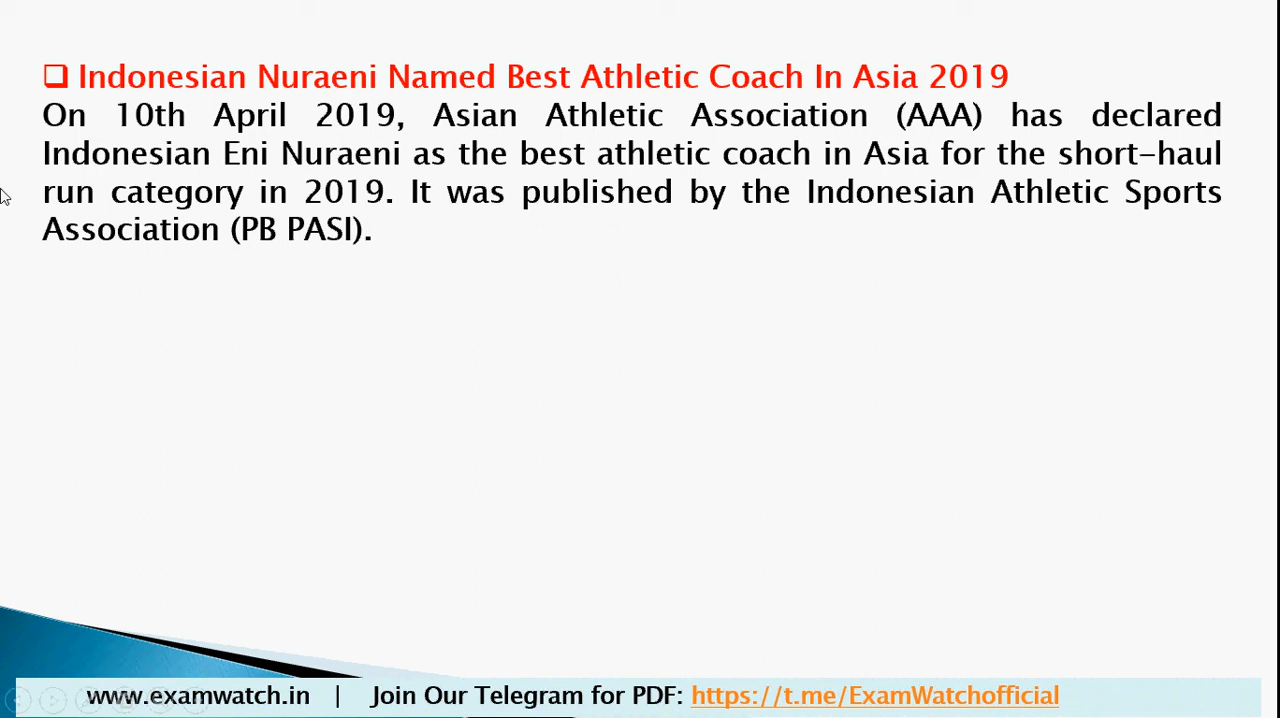 Indonesian Nuraeni Named Best Athletic Coach In Asia 2019
On 10th April 2019, Asian Athletic Association (AAA) has declared
Indonesian Eni Nuraeni as the best athletic coach in Asia for the short-haul
run category in 2019. It was published by the Indonesian Athletic Sports
Association (PB PASI).
www.examwatch.in | Join Our Telegram for PDF: https://t.me/ExamWatchofficial